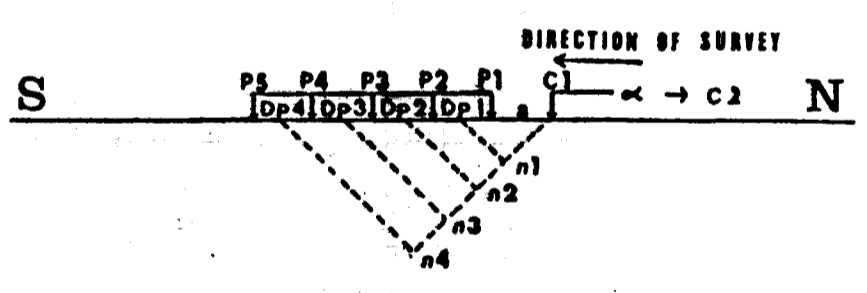 DIRECTION OF SURVEY
P5 P4 P3 P2 P1 C1
S N
Dp4 Dp3 Dp2 Dp1 a ∝ → C2
n1
n2
n3
n4